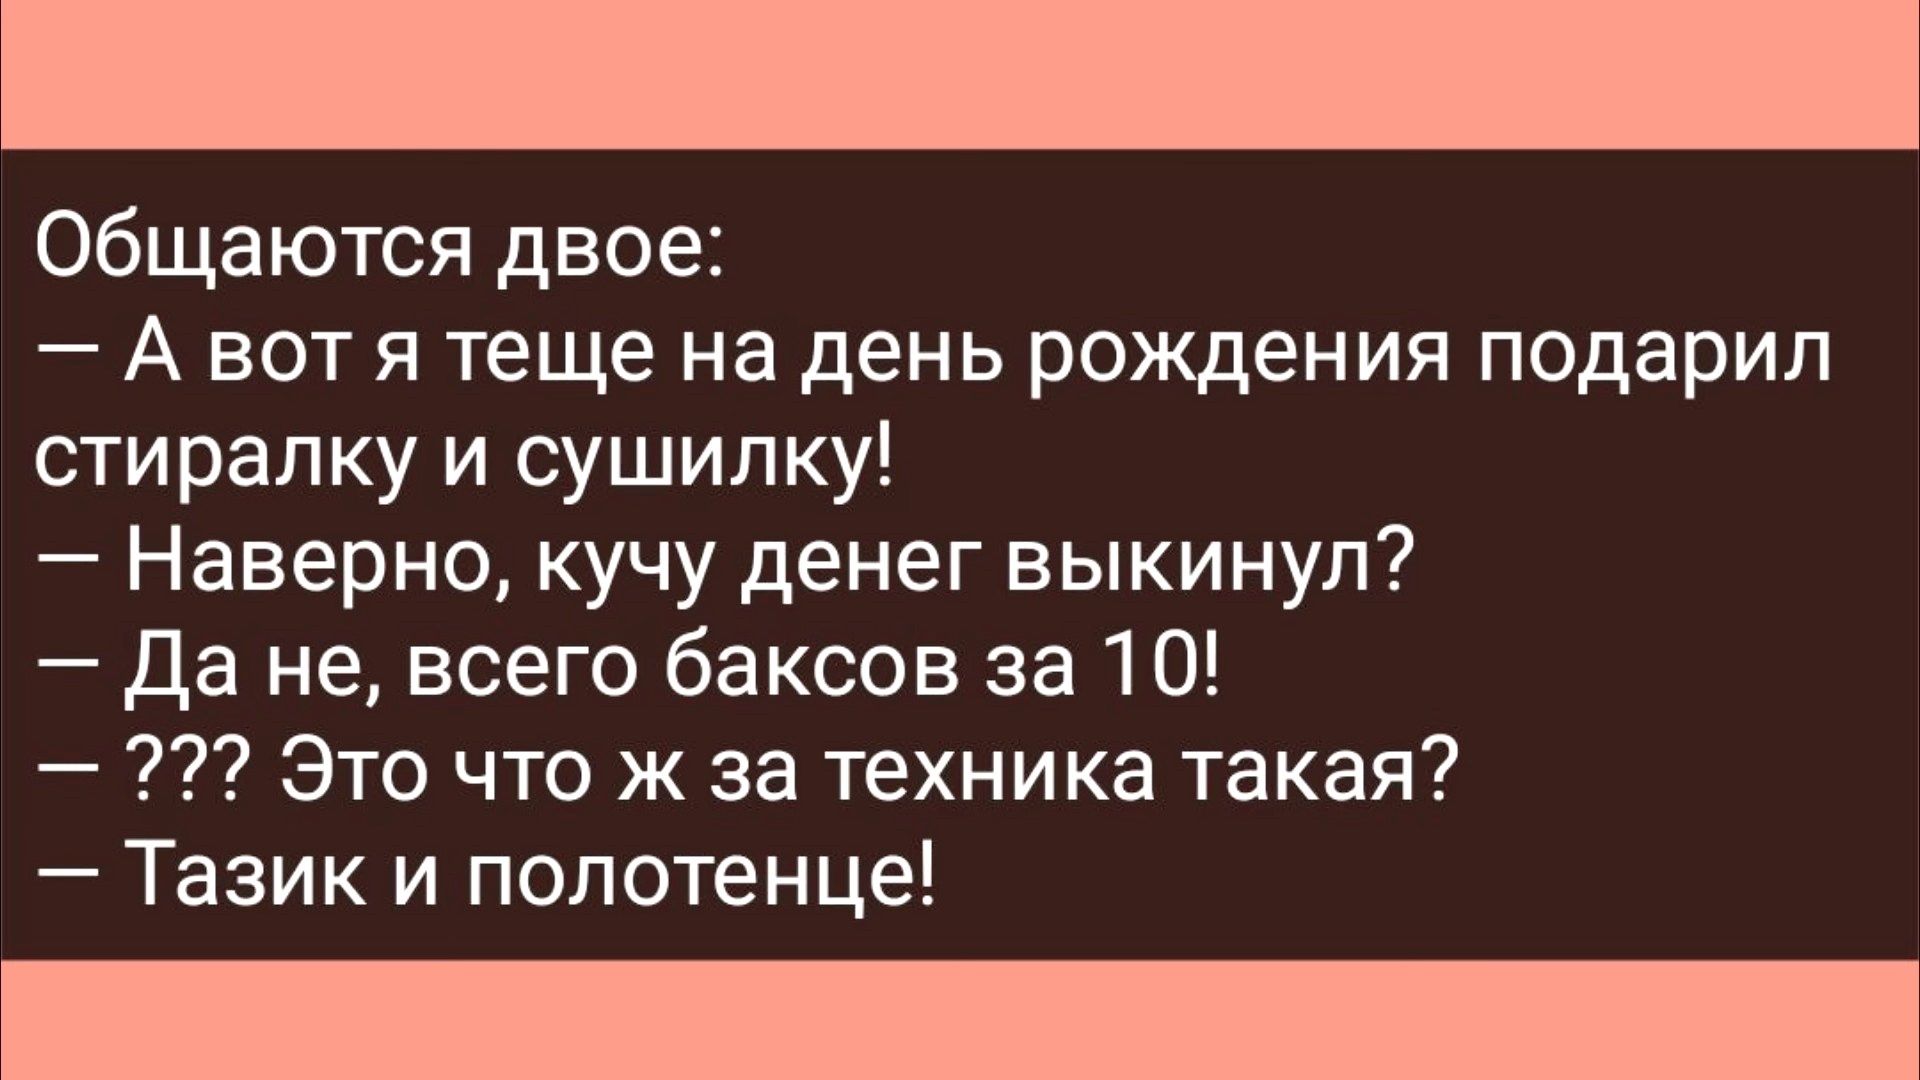 Общаются двое:
— А вот я теще на день рождения подарил
стиралку и сушилку!
— Наверно, кучу денег выкинул?
— Да не, всего баксов за 10!
— ??? Это что ж за техника такая?
— Тазик и полотенце!